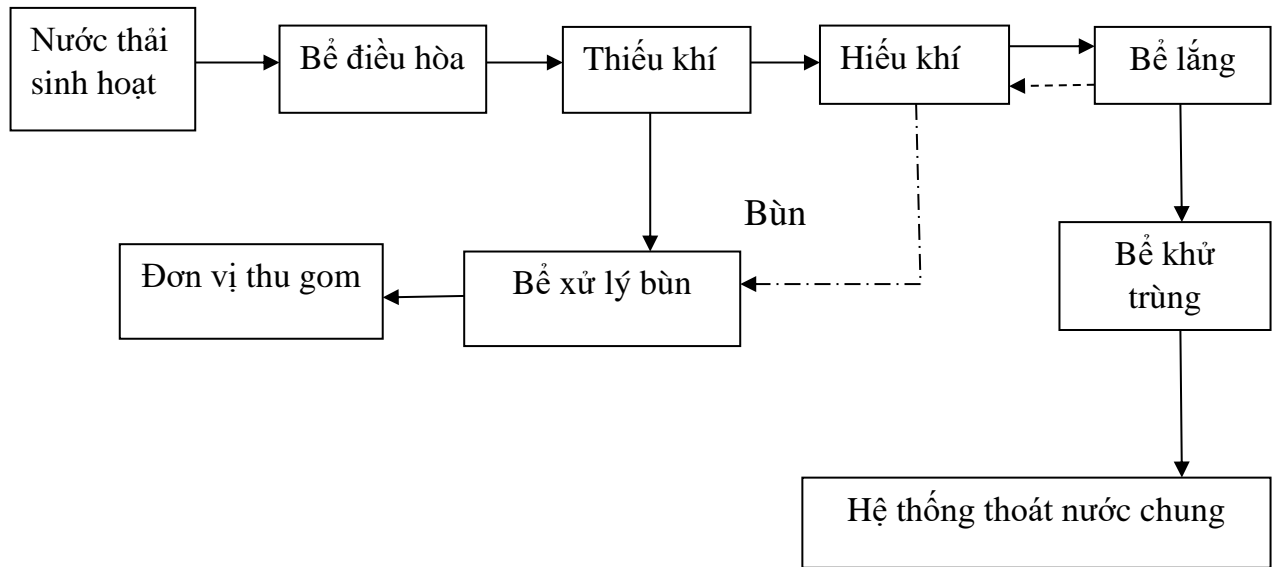 Nước thải
sinh hoạt
Bể điều hòa
Thiếu khí
Hiếu khí
Bể lắng
Bùn
Đơn vị thu gom
Bể xử lý bùn
Bể khử
trùng
Hệ thống thoát nước chung